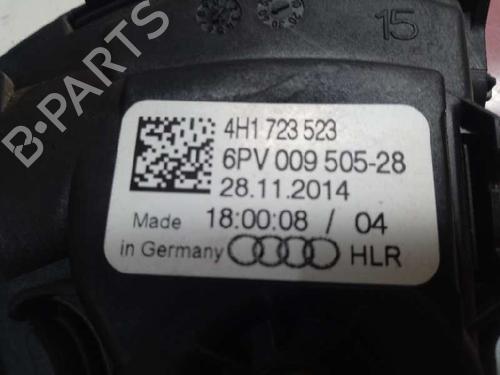 15
4H1 723 523
6PV 009 505-28
28.11.2014
Made 18:00:08 / 04
in Germany HLR
B-PARTS